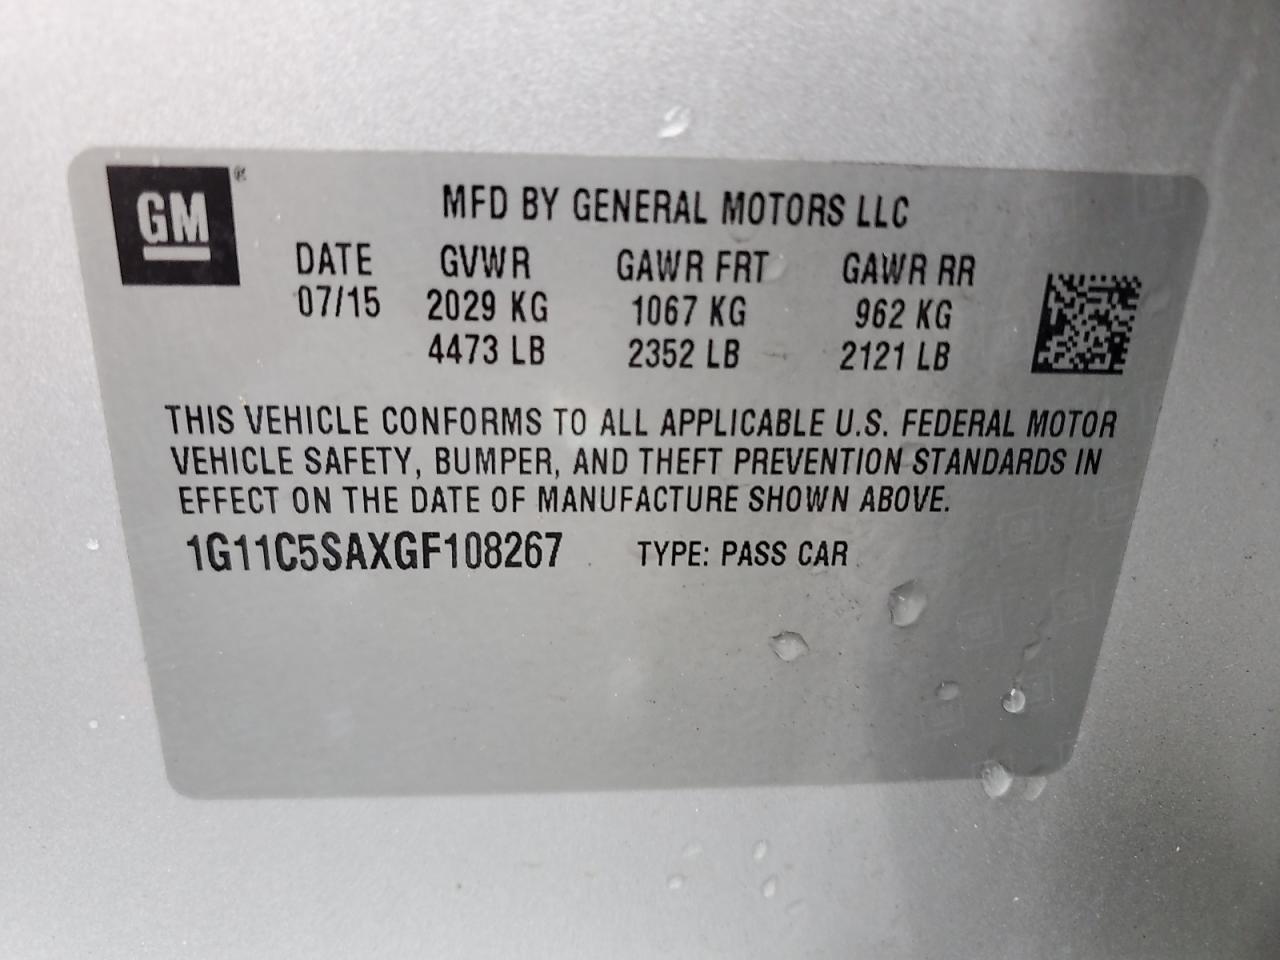 GM®
MFD BY GENERAL MOTORS LLC
DATE GVWR GAWR FRT GAWR RR
07/15 2029 KG 1067 KG 962 KG
4473 LB 2352 LB 2121 LB
THIS VEHICLE CONFORMS TO ALL APPLICABLE U.S. FEDERAL MOTOR
VEHICLE SAFETY, BUMPER, AND THEFT PREVENTION STANDARDS IN
EFFECT ON THE DATE OF MANUFACTURE SHOWN ABOVE.
1G11C5SAXGF108267 TYPE: PASS CAR